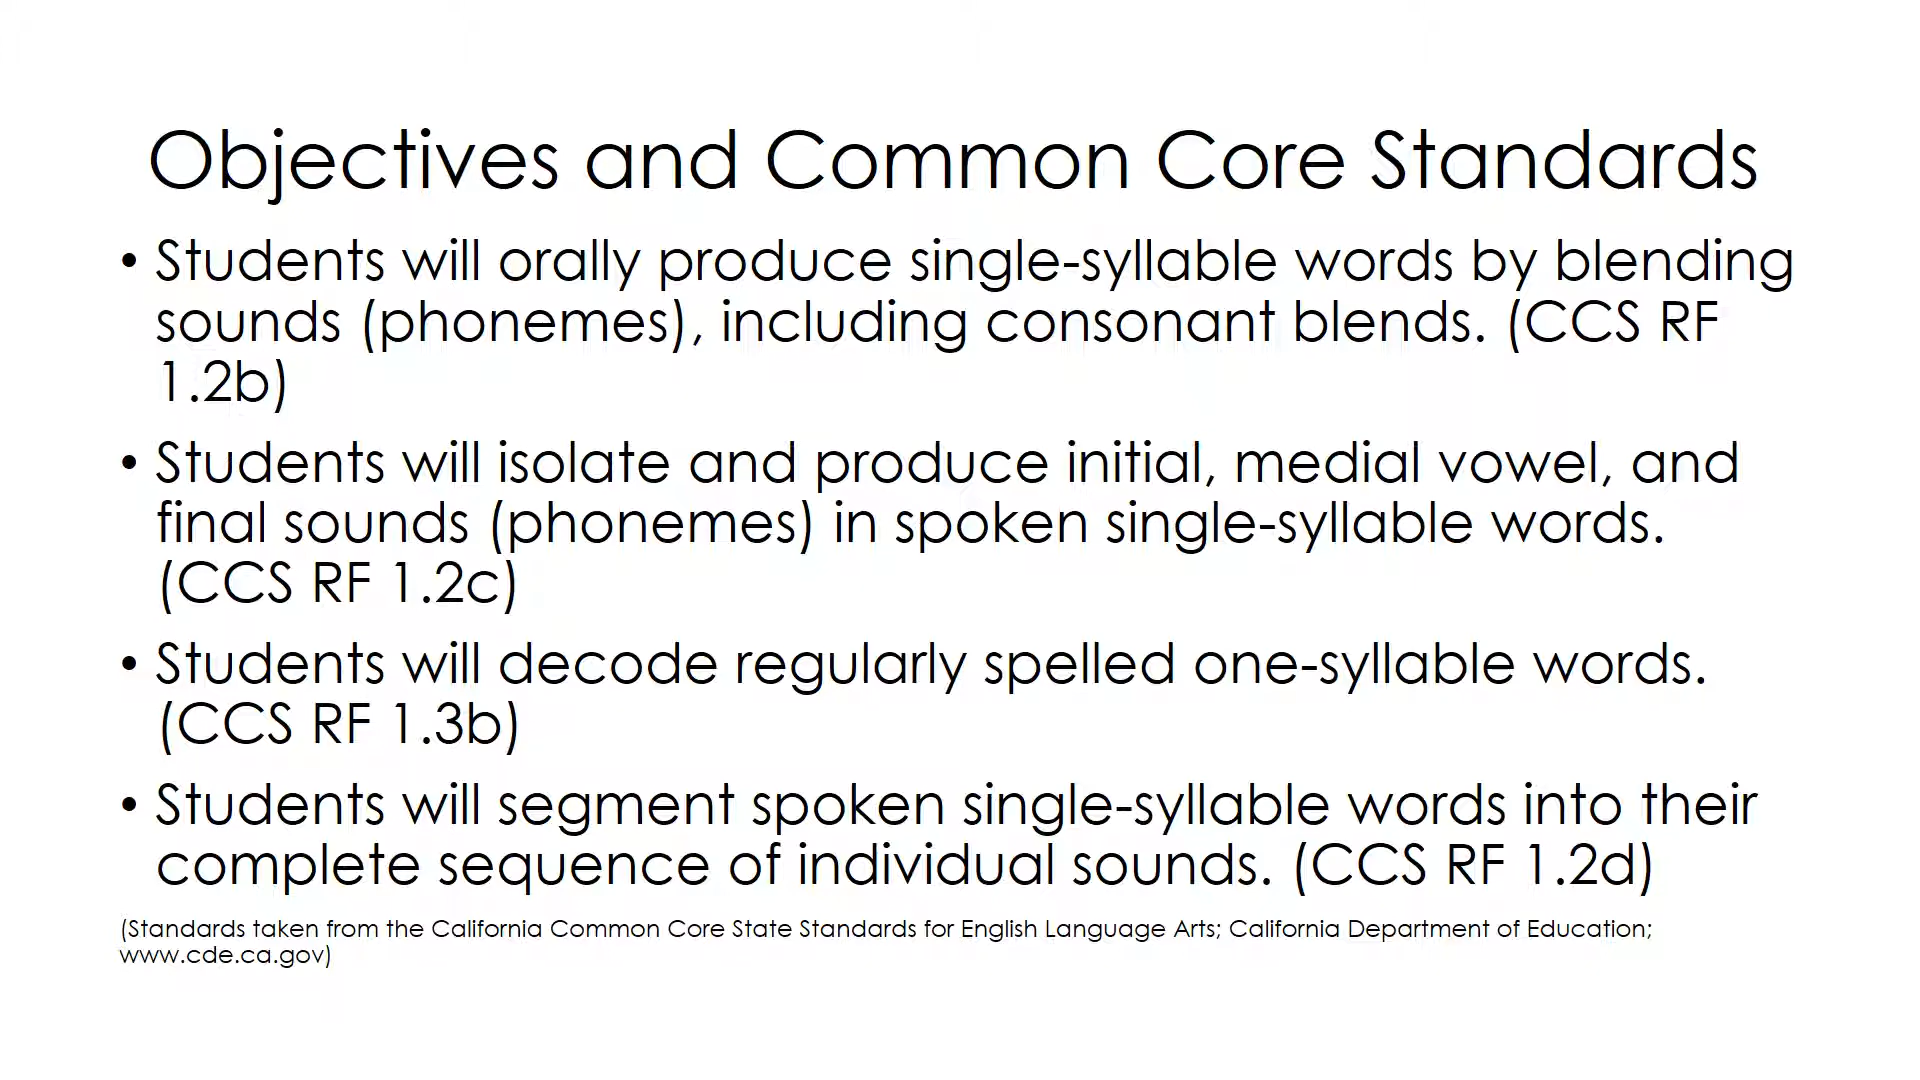 Objectives and Common Core Standards
• Students will orally produce single-syllable words by blending
sounds (phonemes), including consonant blends. (CCS RF
1.2b)
• Students will isolate and produce initial, medial vowel, and
final sounds (phonemes) in spoken single-syllable words.
(CCS RF 1.2c)
• Students will decode regularly spelled one-syllable words.
(CCS RF 1.3b)
• Students will segment spoken single-syllable words into their
complete sequence of individual sounds. (CCS RF 1.2d)
(Standards taken from the California Common Core State Standards for English Language Arts; California Department of Education;
www.cde.ca.gov)